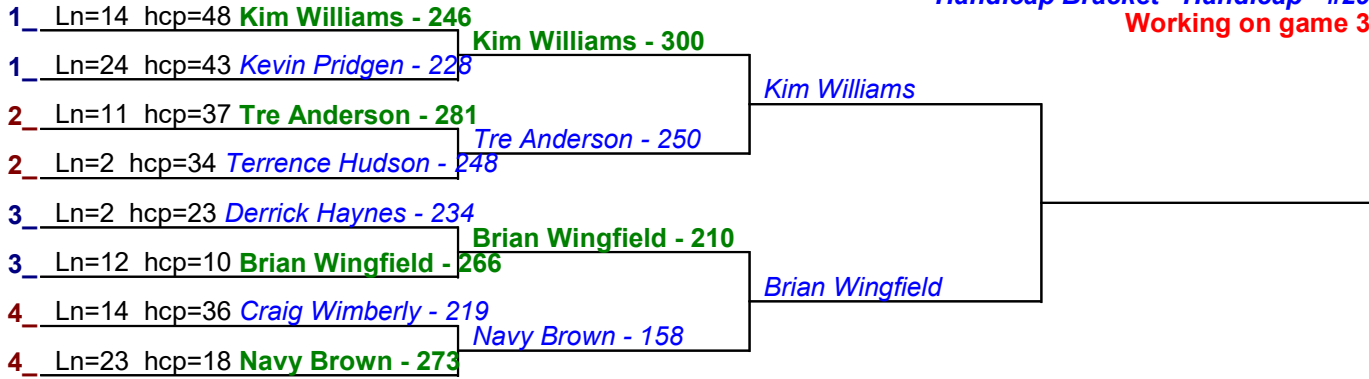 Handicap Bracket - Handicap - #29
Working on game 3
1_ Ln=14 hcp=48 Kim Williams - 246
Kim Williams - 300
1_ Ln=24 hcp=43 Kevin Pridgen - 228
Kim Williams
2_ Ln=11 hcp=37 Tre Anderson - 281
Tre Anderson - 250
2_ Ln=2 hcp=34 Terrence Hudson - 248
3_ Ln=2 hcp=23 Derrick Haynes - 234
Brian Wingfield - 210
3_ Ln=12 hcp=10 Brian Wingfield - 266
Brian Wingfield
4_ Ln=14 hcp=36 Craig Wimberly - 219
Navy Brown - 158
4_ Ln=23 hcp=18 Navy Brown - 273